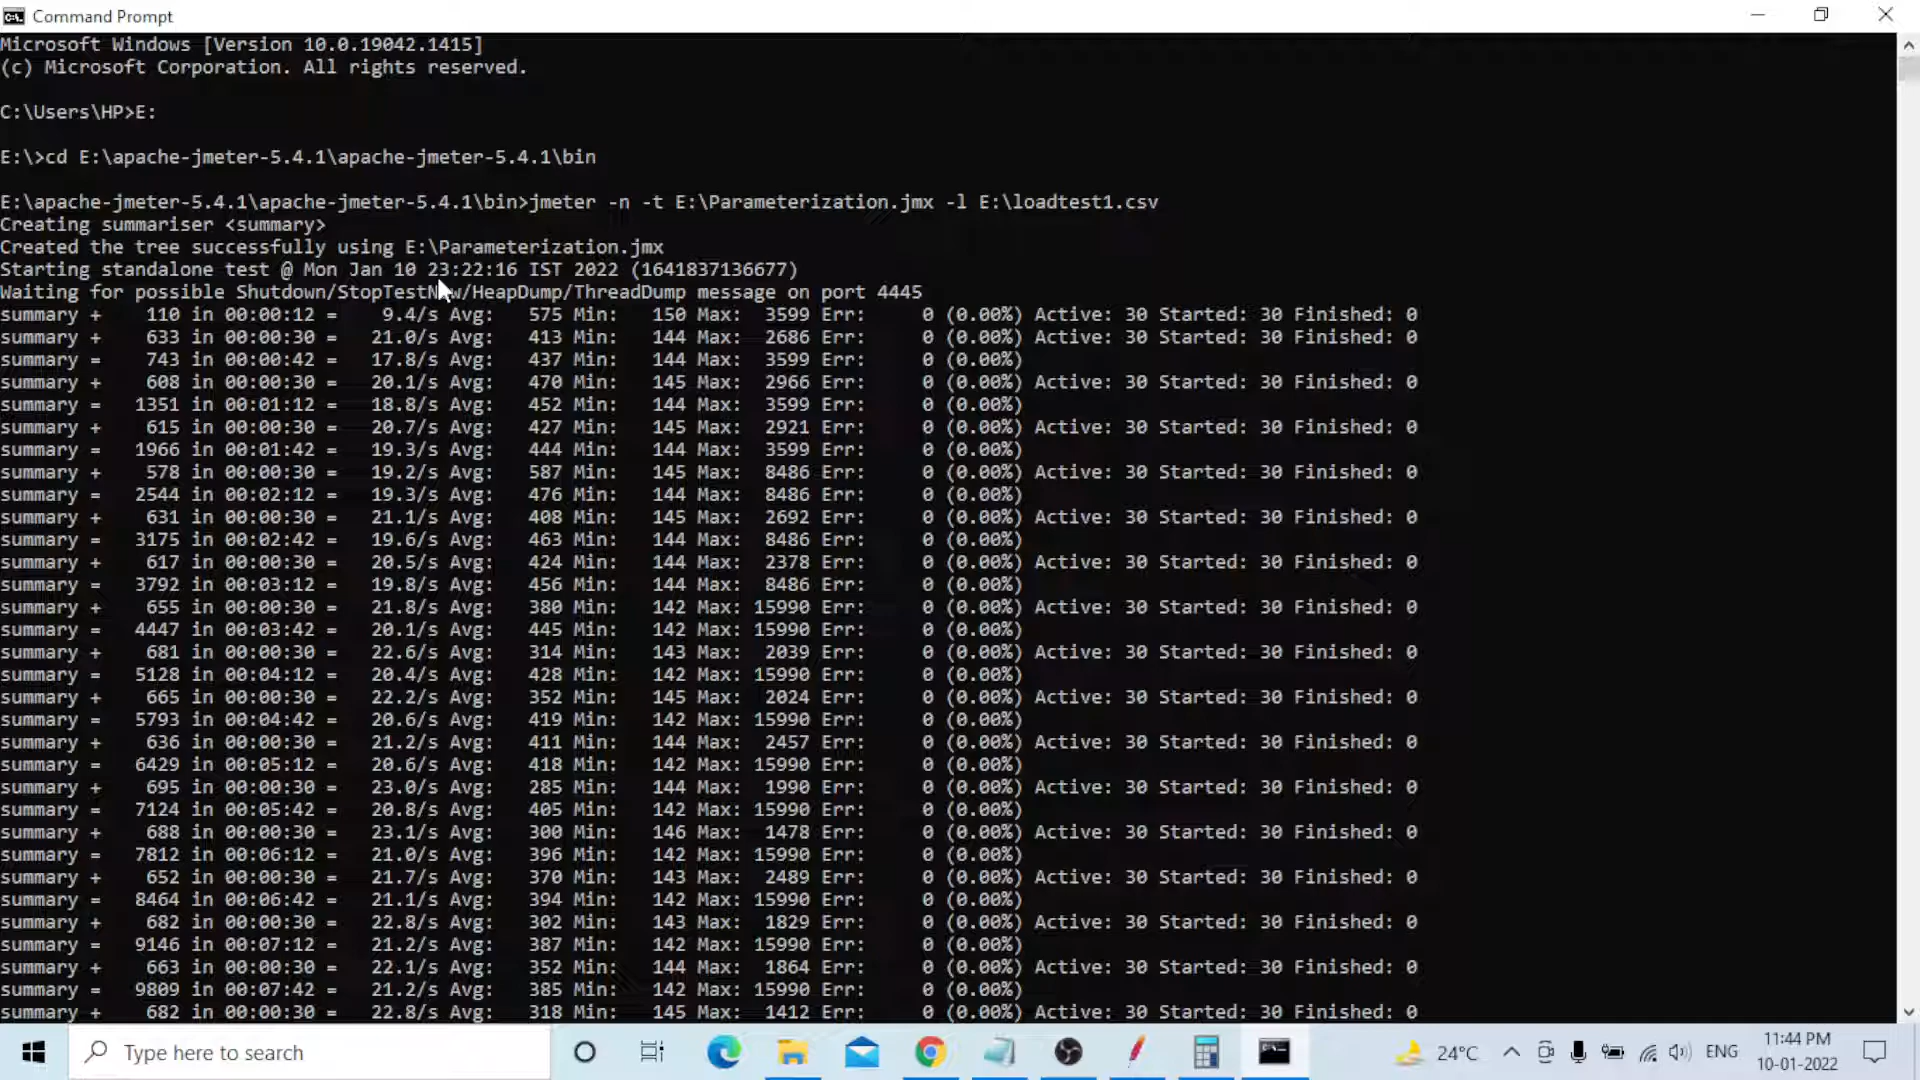 Command Prompt
Microsoft Windows [Version 10.0.19042.1415]
(c) Microsoft Corporation. All rights reserved.
C:\Users\HP>E:
E:\>cd E:\apache-jmeter-5.4.1\apache-jmeter-5.4.1\bin
E:\apache-jmeter-5.4.1\apache-jmeter-5.4.1\bin>jmeter -n -t E:\Parameterization.jmx -l E:\loadtest1.csv
Creating summariser <summary>
Created the tree successfully using E:\Parameterization.jmx
Starting standalone test @ Mon Jan 10 23:22:16 IST 2022 (1641837136677)
Waiting for possible Shutdown/StopTestNow/HeapDump/ThreadDump message on port 4445
summary +    110 in 00:00:12 =    9.4/s Avg:   575 Min:   150 Max:  3599 Err:     0 (0.00%) Active: 30 Started: 30 Finished: 0
summary +    633 in 00:00:30 =   21.0/s Avg:   413 Min:   144 Max:  2686 Err:     0 (0.00%) Active: 30 Started: 30 Finished: 0
summary =    743 in 00:00:42 =   17.8/s Avg:   437 Min:   144 Max:  3599 Err:     0 (0.00%)
summary +    608 in 00:00:30 =   20.1/s Avg:   470 Min:   145 Max:  2966 Err:     0 (0.00%) Active: 30 Started: 30 Finished: 0
summary =   1351 in 00:01:12 =   18.8/s Avg:   452 Min:   144 Max:  3599 Err:     0 (0.00%)
summary +    615 in 00:00:30 =   20.7/s Avg:   427 Min:   145 Max:  2921 Err:     0 (0.00%) Active: 30 Started: 30 Finished: 0
summary =   1966 in 00:01:42 =   19.3/s Avg:   444 Min:   144 Max:  3599 Err:     0 (0.00%)
summary +    578 in 00:00:30 =   19.2/s Avg:   587 Min:   145 Max:  8486 Err:     0 (0.00%) Active: 30 Started: 30 Finished: 0
summary =   2544 in 00:02:12 =   19.3/s Avg:   476 Min:   144 Max:  8486 Err:     0 (0.00%)
summary +    631 in 00:00:30 =   21.1/s Avg:   408 Min:   145 Max:  2692 Err:     0 (0.00%) Active: 30 Started: 30 Finished: 0
summary =   3175 in 00:02:42 =   19.6/s Avg:   463 Min:   144 Max:  8486 Err:     0 (0.00%)
summary +    617 in 00:00:30 =   20.5/s Avg:   424 Min:   144 Max:  2378 Err:     0 (0.00%) Active: 30 Started: 30 Finished: 0
summary =   3792 in 00:03:12 =   19.8/s Avg:   456 Min:   144 Max:  8486 Err:     0 (0.00%)
summary +    655 in 00:00:30 =   21.8/s Avg:   380 Min:   142 Max: 15990 Err:     0 (0.00%) Active: 30 Started: 30 Finished: 0
summary =   4447 in 00:03:42 =   20.1/s Avg:   445 Min:   142 Max: 15990 Err:     0 (0.00%)
summary +    681 in 00:00:30 =   22.6/s Avg:   314 Min:   143 Max:  2039 Err:     0 (0.00%) Active: 30 Started: 30 Finished: 0
summary =   5128 in 00:04:12 =   20.4/s Avg:   428 Min:   142 Max: 15990 Err:     0 (0.00%)
summary +    665 in 00:00:30 =   22.2/s Avg:   352 Min:   145 Max:  2024 Err:     0 (0.00%) Active: 30 Started: 30 Finished: 0
summary =   5793 in 00:04:42 =   20.6/s Avg:   419 Min:   142 Max: 15990 Err:     0 (0.00%)
summary +    636 in 00:00:30 =   21.2/s Avg:   411 Min:   144 Max:  2457 Err:     0 (0.00%) Active: 30 Started: 30 Finished: 0
summary =   6429 in 00:05:12 =   20.6/s Avg:   418 Min:   142 Max: 15990 Err:     0 (0.00%)
summary +    695 in 00:00:30 =   23.0/s Avg:   285 Min:   144 Max:  1990 Err:     0 (0.00%) Active: 30 Started: 30 Finished: 0
summary =   7124 in 00:05:42 =   20.8/s Avg:   405 Min:   142 Max: 15990 Err:     0 (0.00%)
summary +    688 in 00:00:30 =   23.1/s Avg:   300 Min:   146 Max:  1478 Err:     0 (0.00%) Active: 30 Started: 30 Finished: 0
summary =   7812 in 00:06:12 =   21.0/s Avg:   396 Min:   142 Max: 15990 Err:     0 (0.00%)
summary +    652 in 00:00:30 =   21.7/s Avg:   370 Min:   143 Max:  2489 Err:     0 (0.00%) Active: 30 Started: 30 Finished: 0
summary =   8464 in 00:06:42 =   21.1/s Avg:   394 Min:   142 Max: 15990 Err:     0 (0.00%)
summary +    682 in 00:00:30 =   22.8/s Avg:   302 Min:   143 Max:  1829 Err:     0 (0.00%) Active: 30 Started: 30 Finished: 0
summary =   9146 in 00:07:12 =   21.2/s Avg:   387 Min:   142 Max: 15990 Err:     0 (0.00%)
summary +    663 in 00:00:30 =   22.1/s Avg:   352 Min:   144 Max:  1864 Err:     0 (0.00%) Active: 30 Started: 30 Finished: 0
summary =   9809 in 00:07:42 =   21.2/s Avg:   385 Min:   142 Max: 15990 Err:     0 (0.00%)
summary +    682 in 00:00:30 =   22.8/s Avg:   318 Min:   145 Max:  1412 Err:     0 (0.00%) Active: 30 Started: 30 Finished: 0
Type here to search
24°C
ENG
11:44 PM
10-01-2022